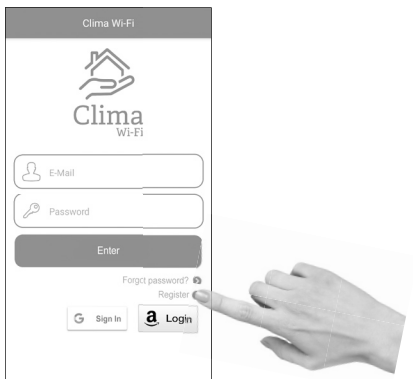 Clima Wi-Fi
Clima
Wi-Fi
E-Mail
Password
Enter
Forgot password?
Register
G Sign In
a Login